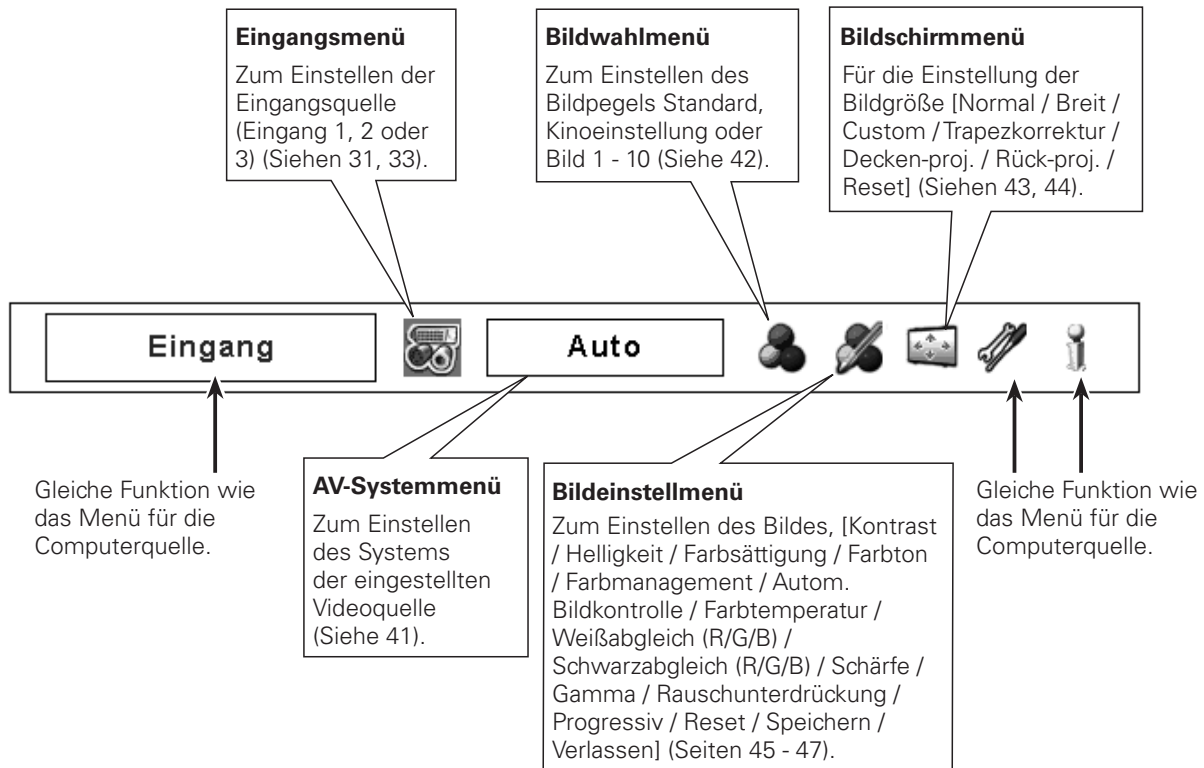 Eingangsmenü
Zum Einstellen der
Eingangsquelle
(Eingang 1, 2 oder
3) (Siehen 31, 33).
Bildwahlmenü
Zum Einstellen des
Bildpegels Standard,
Kinoeinstellung oder
Bild 1 - 10 (Siehe 42).
Bildschirmmenü
Für die Einstellung der
Bildgröße [Normal / Breit /
Custom / Trapezkorrektur /
Decken-proj. / Rück-proj. /
Reset] (Siehen 43, 44).
Eingang
Auto
Gleiche Funktion wie
das Menü für die
Computerquelle.
AV-Systemmenü
Zum Einstellen
des Systems
der eingestellten
Videoquelle
(Siehe 41).
Bildeinstellmenü
Zum Einstellen des Bildes, [Kontrast
/ Helligkeit / Farbsättigung / Farbton
/ Farbmanagement / Autom.
Bildkontrolle / Farbtemperatur /
Weißabgleich (R/G/B) /
Schwarzabgleich (R/G/B) / Schärfe /
Gamma / Rauschunterdrückung /
Progressiv / Reset / Speichern /
Verlassen] (Seiten 45 - 47).
Gleiche Funktion wie
das Menü für die
Computerquelle.